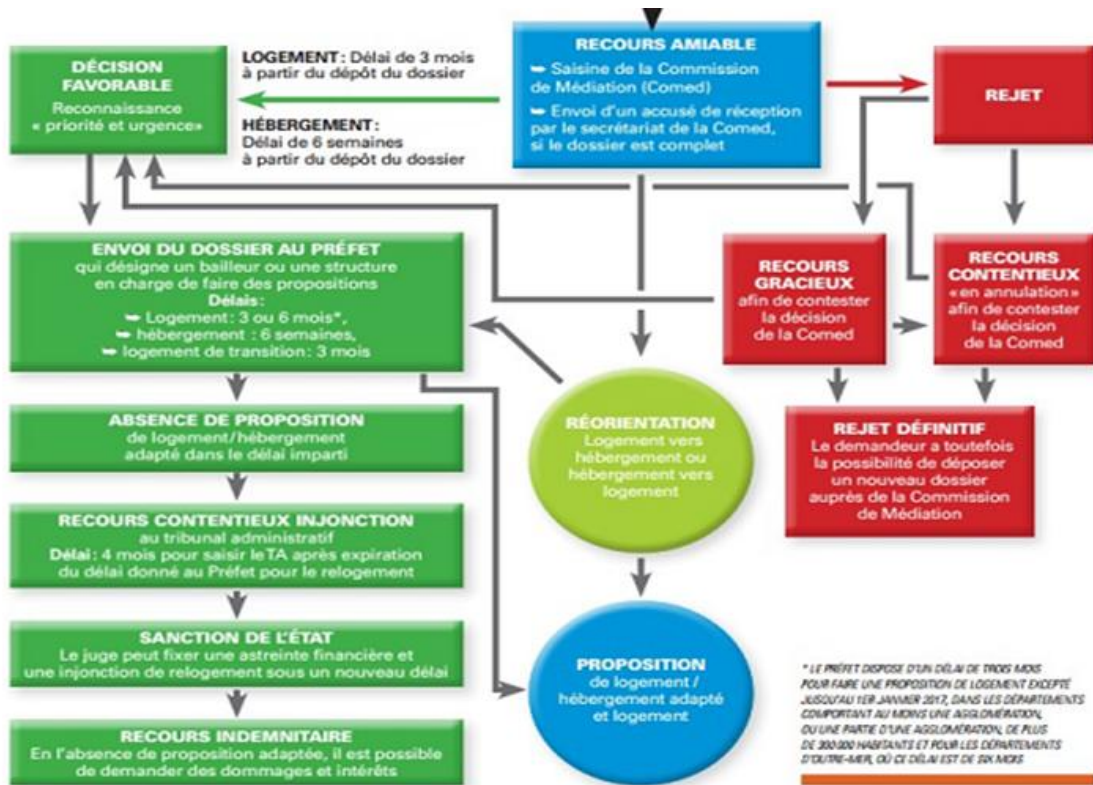 RECOURS AMIABLE
➥ Saisine de la Commission
de Médiation (Comed)
➥ Envoi d'un accusé de réception
par le secrétariat de la Comed,
si le dossier est complet
LOGEMENT : Délai de 3 mois
à partir du dépôt du dossier
HÉBERGEMENT :
Délai de 6 semaines
à partir du dépôt du dossier
DÉCISION
FAVORABLE
Reconnaissance
« priorité et urgence»
REJET
ENVOI DU DOSSIER AU PRÉFET
qui désigne un bailleur ou une structure
en charge de faire des propositions
Délais :
➥ Logement : 3 ou 6 mois*,
➥ hébergement : 6 semaines,
➥ logement de transition : 3 mois
RECOURS
GRACIEUX
afin de contester
la décision
de la Comed
RECOURS
CONTENTIEUX
« en annulation »
afin de contester
la décision
de la Comed
ABSENCE DE PROPOSITION
de logement/hébergement
adapté dans le délai imparti
RÉORIENTATION
Logement vers
hébergement ou
hébergement vers
logement
REJET DÉFINITIF
Le demandeur a toutefois
la possibilité de déposer
un nouveau dossier
auprès de la Commission
de Médiation
RECOURS CONTENTIEUX INJONCTION
au tribunal administratif
Délai : 4 mois pour saisir le TA après expiration
du délai donné au Préfet pour le relogement
SANCTION DE L'ÉTAT
Le juge peut fixer une astreinte financière et
une injonction de relogement sous un nouveau délai
PROPOSITION
de logement /
hébergement adapté
et logement
RECOURS INDEMNITAIRE
En l'absence de proposition adaptée, il est possible
de demander des dommages et intérêts
* LE PRÉFET DISPOSE D'UN DÉLAI DE TROIS MOIS
POUR FAIRE UNE PROPOSITION DE LOGEMENT EXCEPTÉ
JUSQU'AU 1ER JANVIER 2017, DANS LES DÉPARTEMENTS
COMPORTANT AU MOINS UNE AGGLOMÉRATION,
OU UNE PARTIE D'UNE AGGLOMÉRATION, DE PLUS
DE 300 000 HABITANTS ET POUR LES DÉPARTEMENTS
D'OUTRE-MER, OÙ CE DÉLAI EST DE SIX MOIS